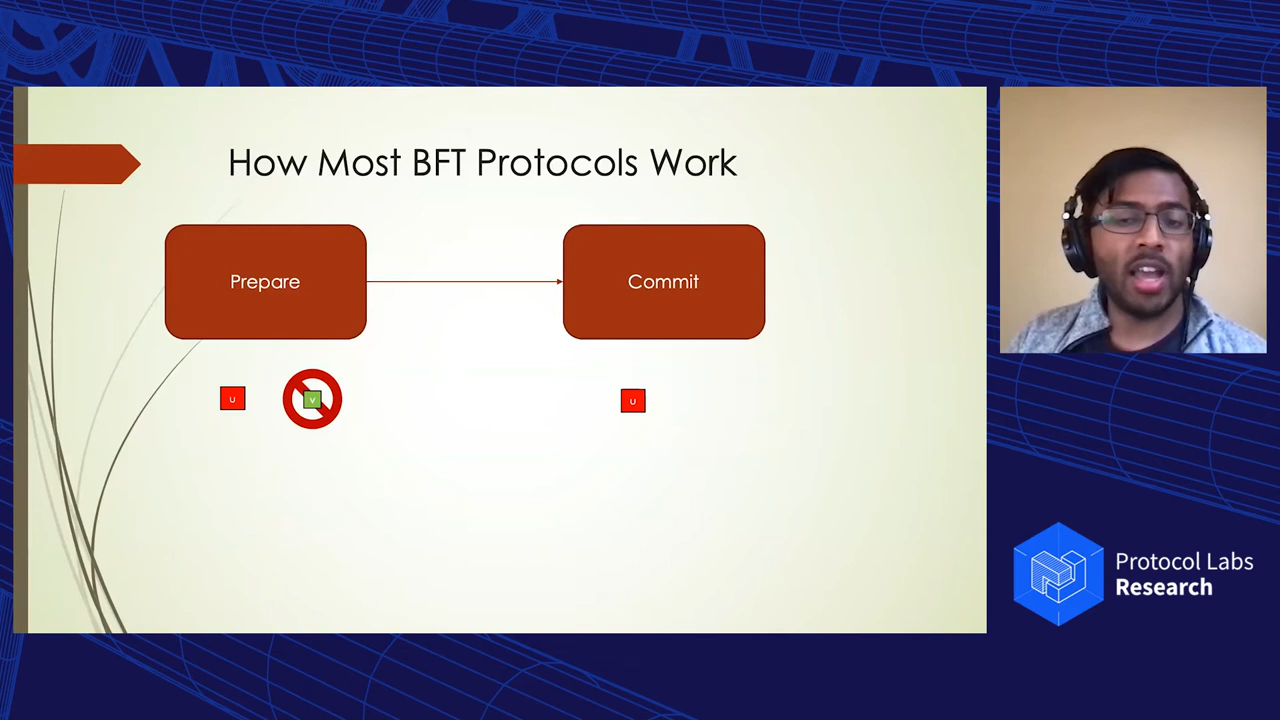 How Most BFT Protocols Work
Prepare
Commit
U
V
U
Protocol Labs
Research